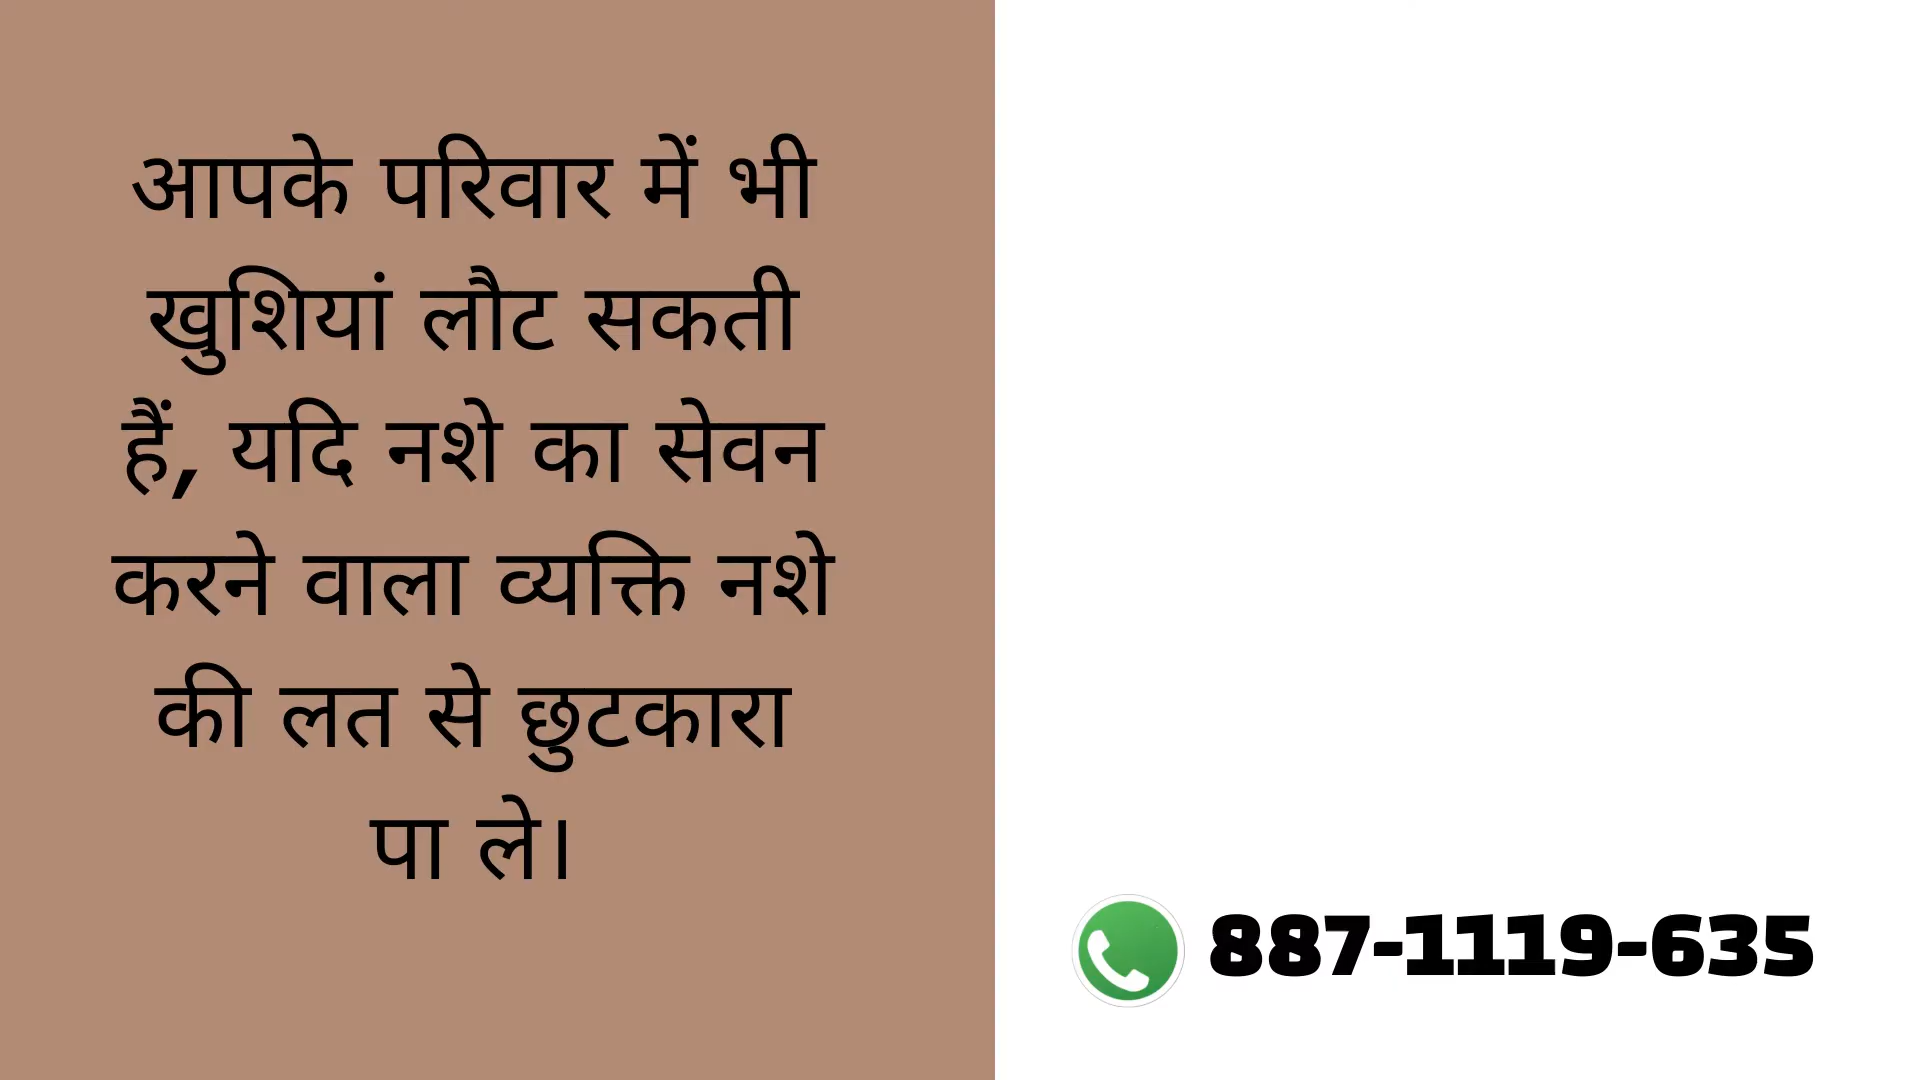 आपके परिवार में भी
खुशियां लौट सकती
हैं, यदि नशे का सेवन
करने वाला व्यक्ति नशे
की लत से छुटकारा
पा ले।
887-1119-635